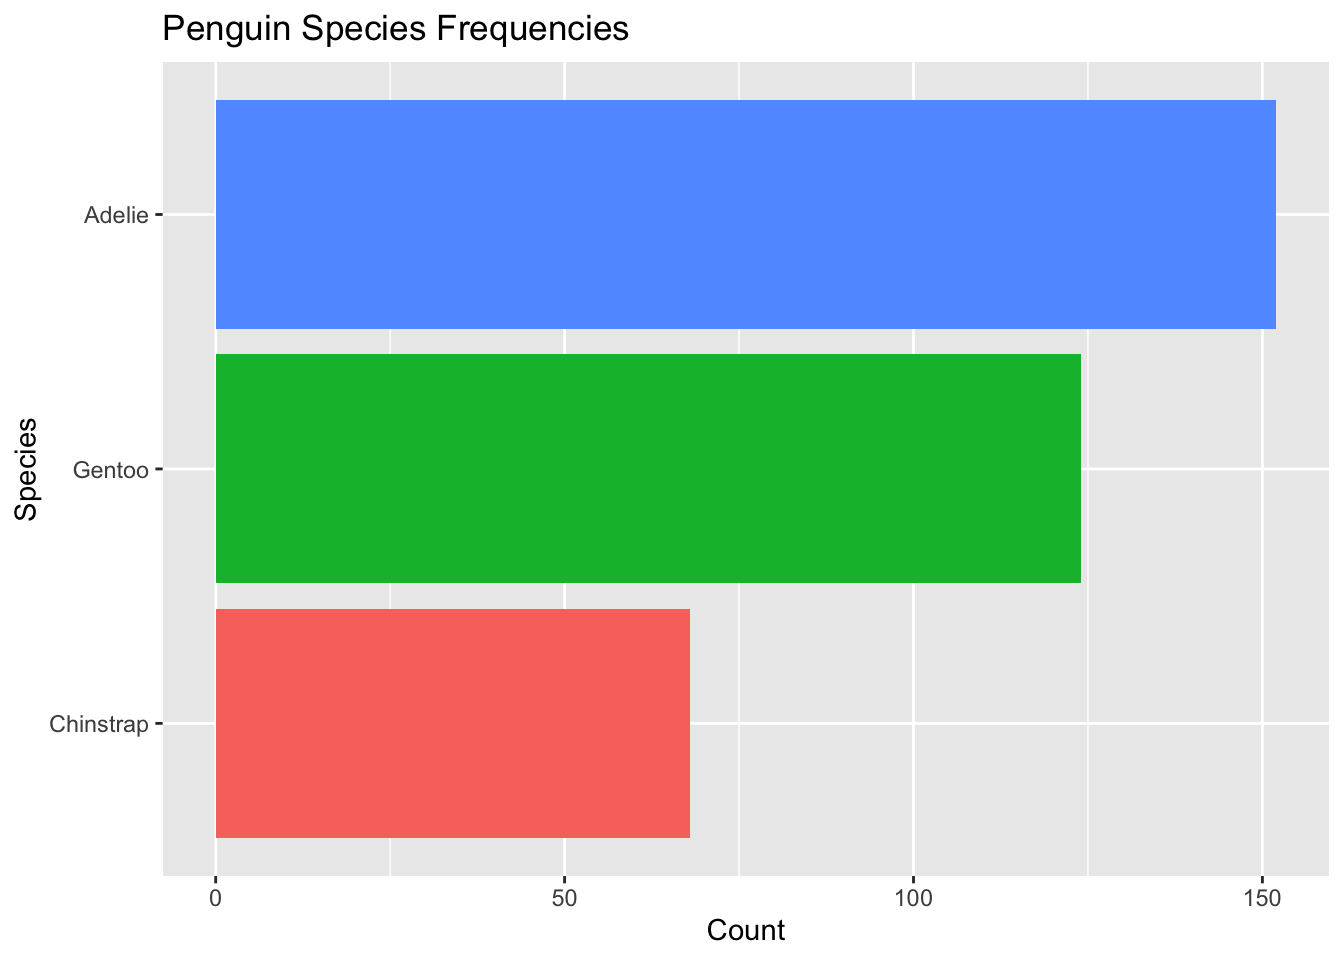 Penguin Species Frequencies
Species
Adelie
Gentoo
Chinstrap
0 50 100 150
Count